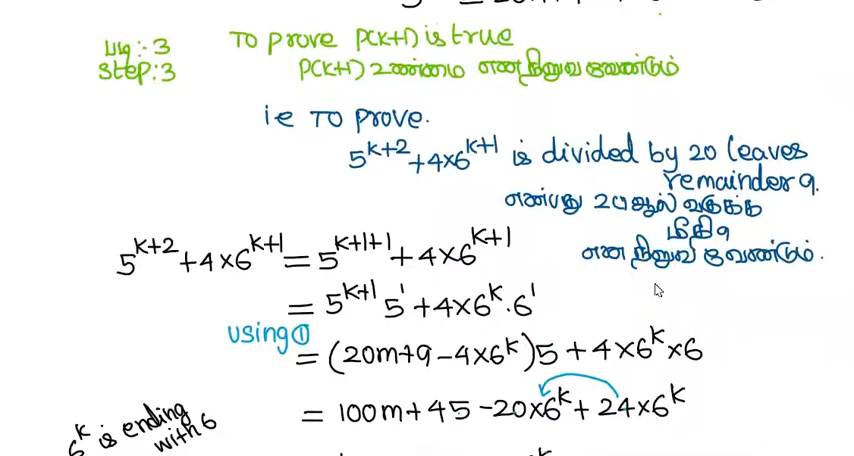 படி:-3 To prove P(k+1) is true
Step:3 P(k+1) உண்மை என நிறுவ வேண்டும்
ie To prove.
5^{k+2}+4×6^{k+1} is divided by 20 leaves
remainder 9.
என்பது 20 ஆல் வகுக்க
மீதி 9
என நிறுவ வேண்டும்.
5^{k+2}+4×6^{k+1} = 5^{k+1+1}+4×6^{k+1}
= 5^{k+1} 5^1+4×6^k·6^1
using ①
= (20m+9-4×6^k)5+4×6^k×6
= 100m+45-20×6^k+24×6^k
6^k is ending
with 6